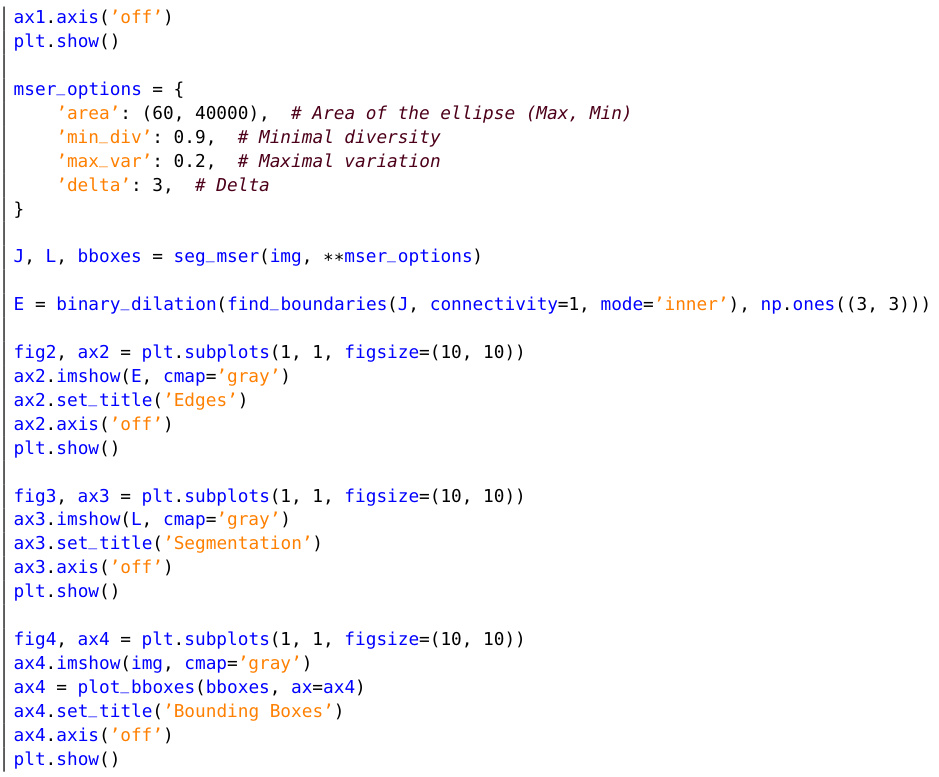 ax1.axis(’off’)
plt.show()
mser_options = {
    ’area’: (60, 40000),  # Area of the ellipse (Max, Min)
    ’min_div’: 0.9,  # Minimal diversity
    ’max_var’: 0.2,  # Maximal variation
    ’delta’: 3,  # Delta
}
J, L, bboxes = seg_mser(img, **mser_options)
E = binary_dilation(find_boundaries(J, connectivity=1, mode=’inner’), np.ones((3, 3)))
fig2, ax2 = plt.subplots(1, 1, figsize=(10, 10))
ax2.imshow(E, cmap=’gray’)
ax2.set_title(’Edges’)
ax2.axis(’off’)
plt.show()
fig3, ax3 = plt.subplots(1, 1, figsize=(10, 10))
ax3.imshow(L, cmap=’gray’)
ax3.set_title(’Segmentation’)
ax3.axis(’off’)
plt.show()
fig4, ax4 = plt.subplots(1, 1, figsize=(10, 10))
ax4.imshow(img, cmap=’gray’)
ax4 = plot_bboxes(bboxes, ax=ax4)
ax4.set_title(’Bounding Boxes’)
ax4.axis(’off’)
plt.show()